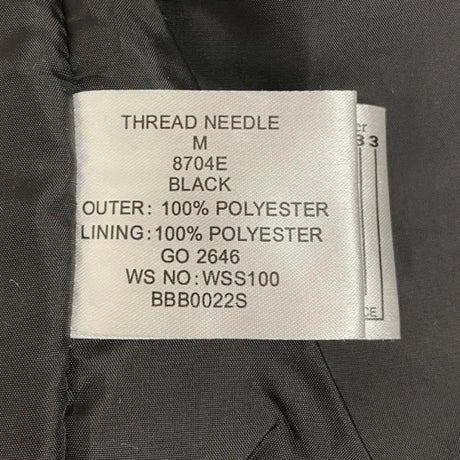 THREAD NEEDLE
M
8704E
BLACK
OUTER: 100% POLYESTER
LINING:100% POLYESTER
GO 2646
WS NO:WSS100
BBB0022S